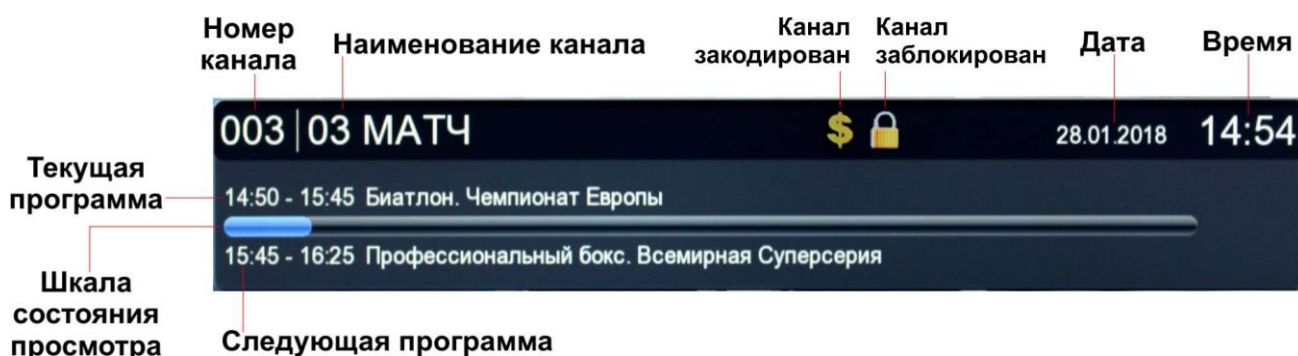 Номер
канала
Наименование канала
Канал
закодирован
Канал
заблокирован
Дата
Время
003 | 03 МАТЧ
$
28.01.2018
14:54
Текущая
программа
14:50 - 15:45 Биатлон. Чемпионат Европы
15:45 - 16:25 Профессиональный бокс. Всемирная Суперсерия
Шкала
состояния
просмотра
Следующая программа